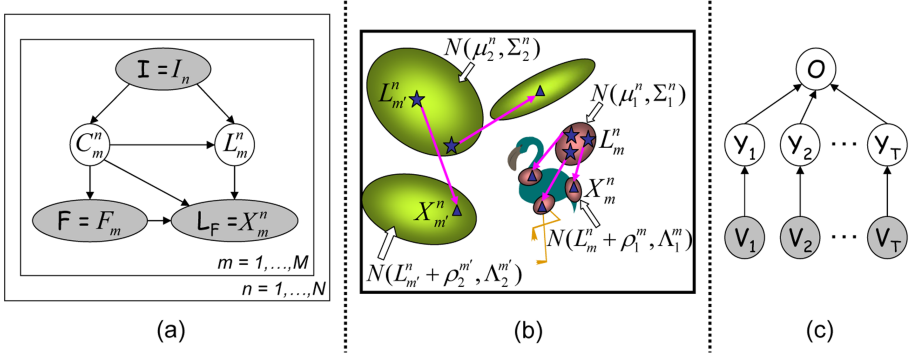 I = I_n
C_m^n
L_m^n
F = F_m
L_F = X_m^n
m = 1,...,M
n = 1,...,N
(a)
N(μ_2^n, Σ_2^n)
L_{m'}^n
N(μ_1^n, Σ_1^n)
L_m^n
X_m^n
X_{m'}^n
N(L_m^n + ρ_1^m, Λ_1^m)
N(L_{m'}^n + ρ_2^{m'}, Λ_2^{m'})
(b)
O
Y_1 Y_2 ... Y_T
V_1 V_2 ... V_T
(c)